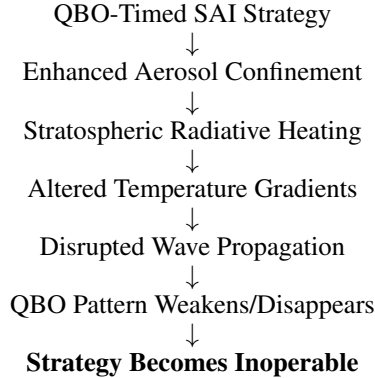 QBO-Timed SAI Strategy
↓
Enhanced Aerosol Confinement
↓
Stratospheric Radiative Heating
↓
Altered Temperature Gradients
↓
Disrupted Wave Propagation
↓
QBO Pattern Weakens/Disappears
↓
Strategy Becomes Inoperable